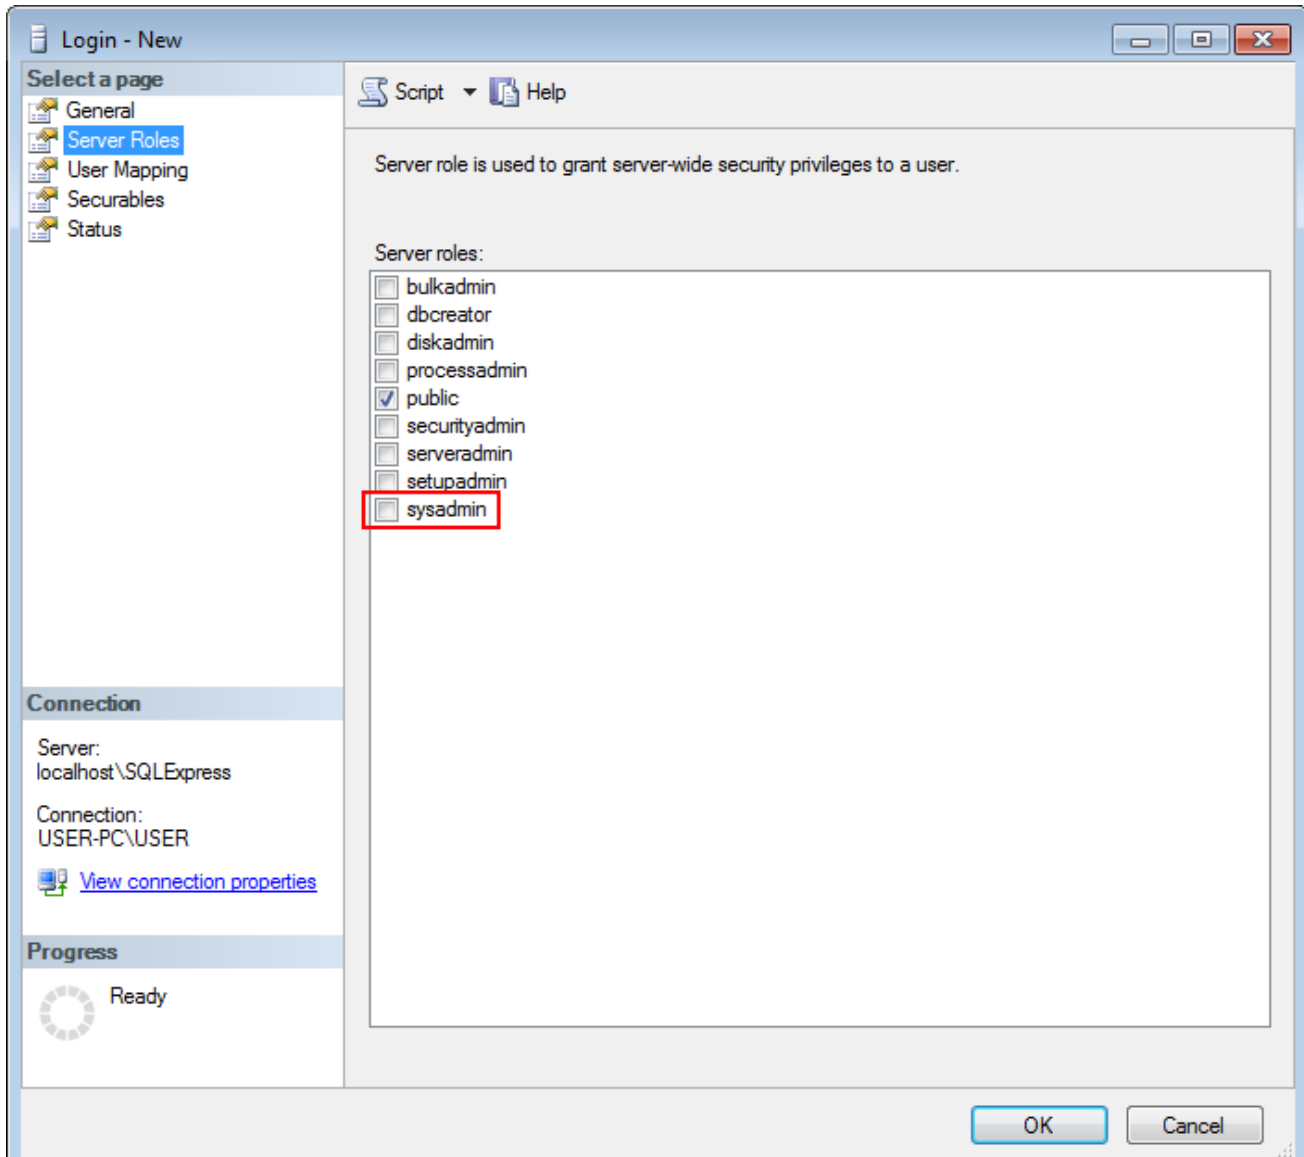 Login - New
Select a page
General
Server Roles
User Mapping
Securables
Status
Connection
Server:
localhost\SQLExpress
Connection:
USER-PC\USER
View connection properties
Progress
Ready
Script
Help
Server role is used to grant server-wide security privileges to a user.
Server roles:
bulkadmin
dbcreator
diskadmin
processadmin
public
securityadmin
serveradmin
setupadmin
sysadmin
OK
Cancel